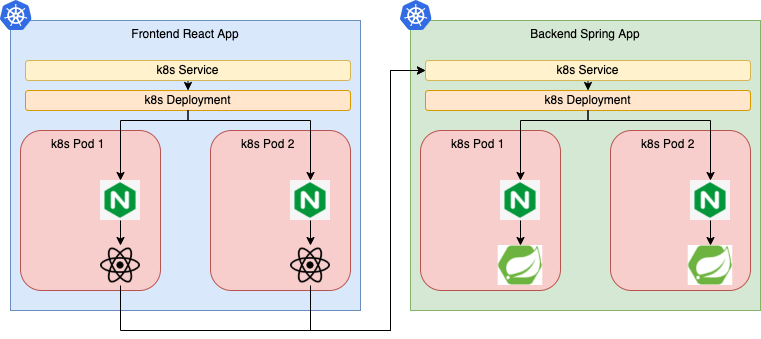 Frontend React App
k8s Service
k8s Deployment
k8s Pod 1
k8s Pod 2
N
N
Backend Spring App
k8s Service
k8s Deployment
k8s Pod 1
k8s Pod 2
N
N